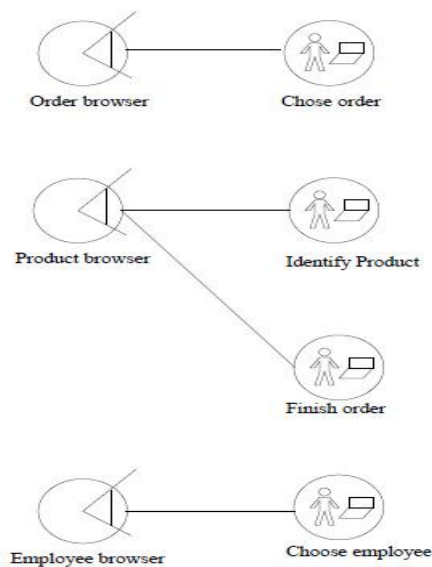 Order browser
Chose order
Product browser
Identify Product
Finish order
Employee browser
Choose employee